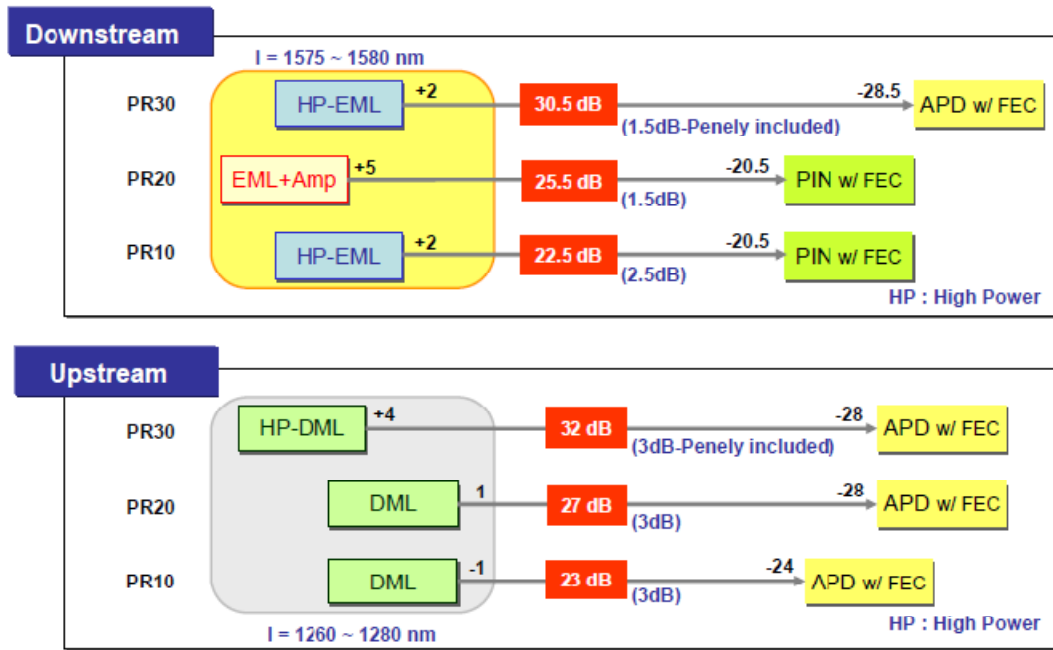 Downstream
l = 1575 ~ 1580 nm
PR30 HP-EML +2 30.5 dB -28.5 APD w/ FEC
(1.5dB-Penely included)
PR20 EML+Amp +5 25.5 dB -20.5 PIN w/ FEC
(1.5dB)
PR10 HP-EML +2 22.5 dB -20.5 PIN w/ FEC
(2.5dB)
HP : High Power
Upstream
PR30 HP-DML +4 32 dB -28 APD w/ FEC
(3dB-Penely included)
PR20 DML 1 27 dB -28 APD w/ FEC
(3dB)
PR10 DML -1 23 dB -24 APD w/ FEC
(3dB)
HP : High Power
l = 1260 ~ 1280 nm